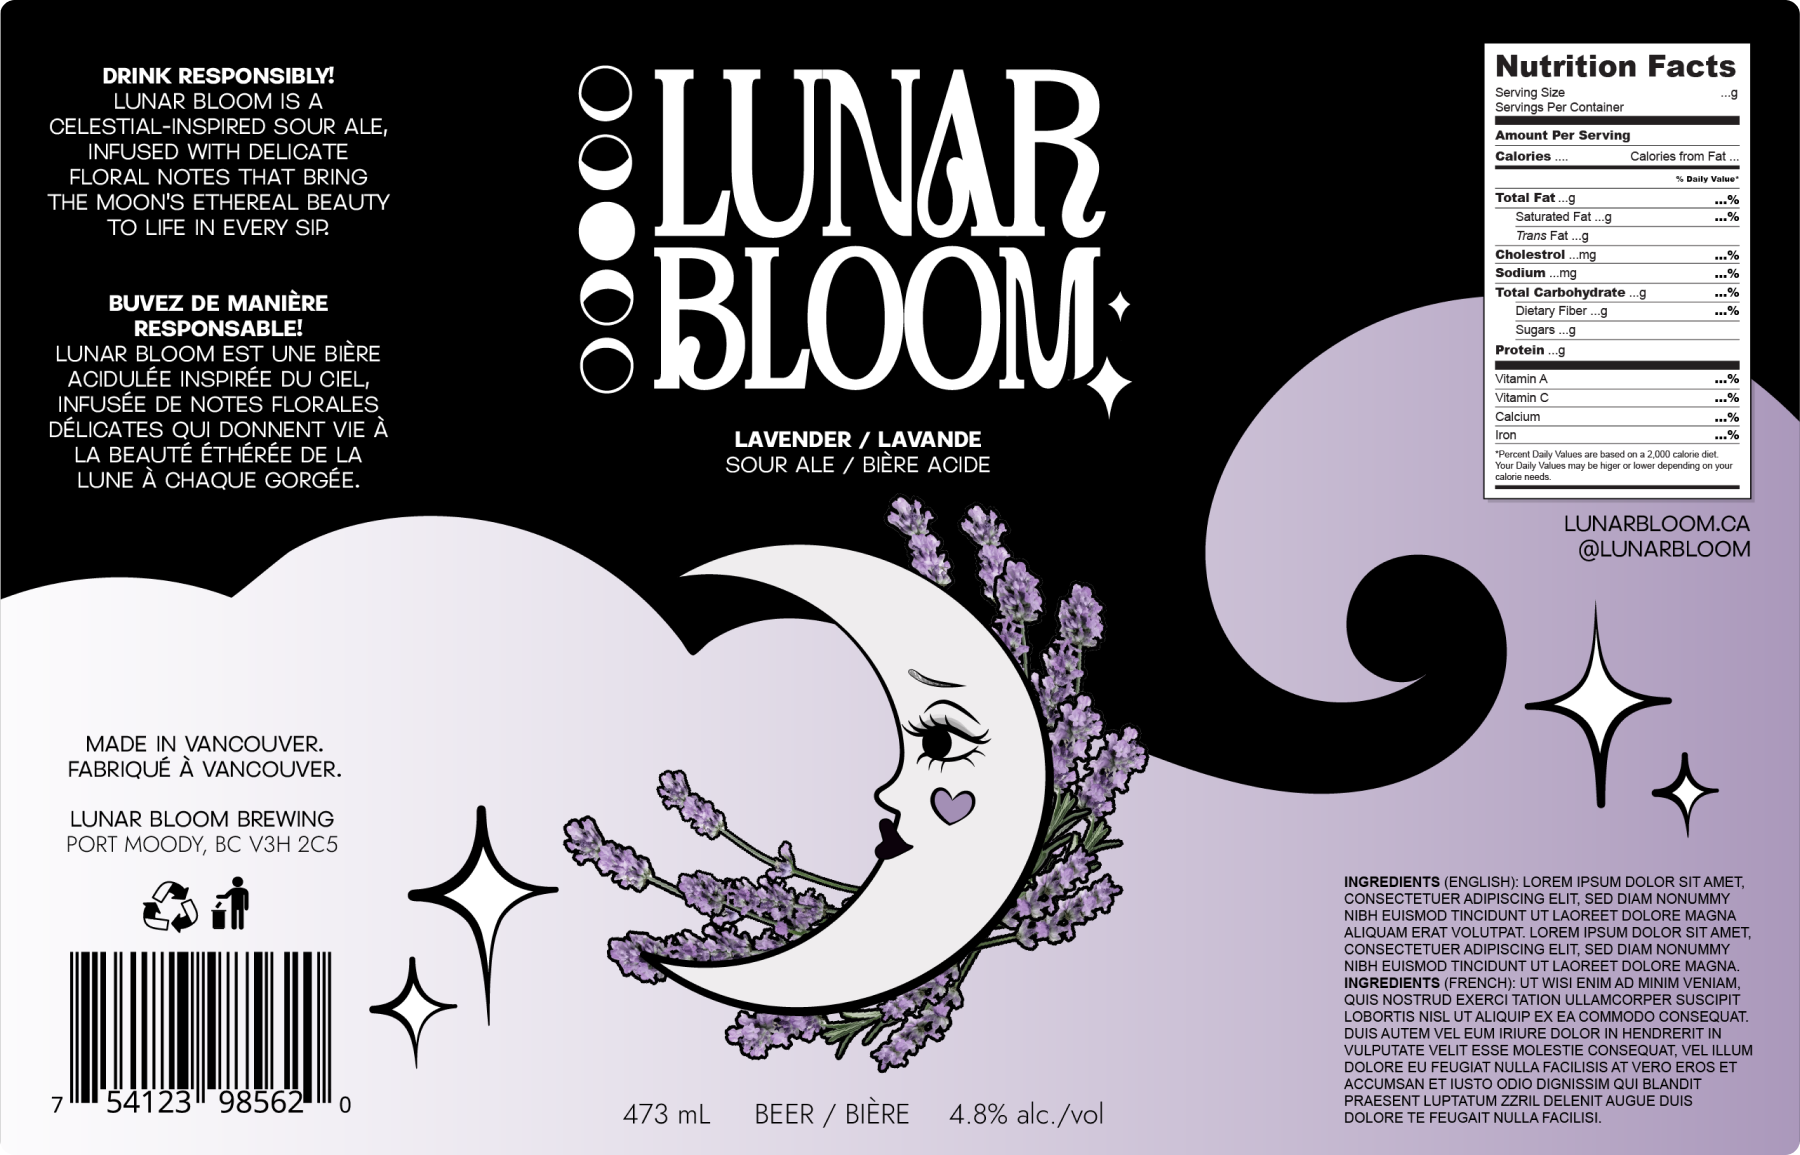 DRINK RESPONSIBLY!
LUNAR BLOOM IS A
CELESTIAL-INSPIRED SOUR ALE,
INFUSED WITH DELICATE
FLORAL NOTES THAT BRING
THE MOON'S ETHEREAL BEAUTY
TO LIFE IN EVERY SIP.
BUVEZ DE MANIÈRE
RESPONSABLE!
LUNAR BLOOM EST UNE BIÈRE
ACIDULÉE INSPIRÉE DU CIEL,
INFUSÉE DE NOTES FLORALES
DÉLICATES QUI DONNENT VIE À
LA BEAUTÉ ÉTHÉRÉE DE LA
LUNE À CHAQUE GORGÉE.
MADE IN VANCOUVER.
FABRIQUÉ À VANCOUVER.
LUNAR BLOOM BREWING
PORT MOODY, BC V3H 2C5
7 54123 98562 0
LUNAR
BLOOM
LAVENDER / LAVANDE
SOUR ALE / BIÈRE ACIDE
473 mL BEER / BIÈRE 4.8% alc./vol
Nutrition Facts
Serving Size ...g
Servings Per Container
Amount Per Serving
Calories .... Calories from Fat ...
% Daily Value*
Total Fat ...g ...%
Saturated Fat ...g ...%
Trans Fat ...g
Cholestrol ...mg ...%
Sodium ...mg ...%
Total Carbohydrate ...g ...%
Dietary Fiber ...g ...%
Sugars ...g
Protein ...g
Vitamin A ...%
Vitamin C ...%
Calcium ...%
Iron ...%
*Percent Daily Values are based on a 2,000 calorie diet.
Your Daily Values may be higer or lower depending on your
calorie needs.
LUNARBLOOM.CA
@LUNARBLOOM
INGREDIENTS (ENGLISH): LOREM IPSUM DOLOR SIT AMET,
CONSECTETUER ADIPISCING ELIT, SED DIAM NONUMMY
NIBH EUISMOD TINCIDUNT UT LAOREET DOLORE MAGNA
ALIQUAM ERAT VOLUTPAT. LOREM IPSUM DOLOR SIT AMET,
CONSECTETUER ADIPISCING ELIT, SED DIAM NONUMMY
NIBH EUISMOD TINCIDUNT UT LAOREET DOLORE MAGNA.
INGREDIENTS (FRENCH): UT WISI ENIM AD MINIM VENIAM,
QUIS NOSTRUD EXERCI TATION ULLAMCORPER SUSCIPIT
LOBORTIS NISL UT ALIQUIP EX EA COMMODO CONSEQUAT.
DUIS AUTEM VEL EUM IRIURE DOLOR IN HENDRERIT IN
VULPUTATE VELIT ESSE MOLESTIE CONSEQUAT, VEL ILLUM
DOLORE EU FEUGIAT NULLA FACILISIS AT VERO EROS ET
ACCUMSAN ET IUSTO ODIO DIGNISSIM QUI BLANDIT
PRAESENT LUPTATUM ZZRIL DELENIT AUGUE DUIS
DOLORE TE FEUGAIT NULLA FACILISI.